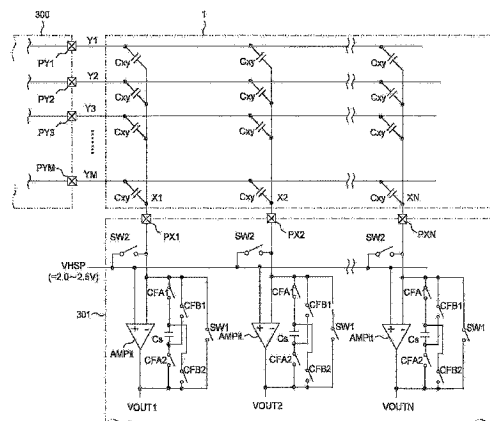 300
1
Y1
PY1
Cxy Cxy Cxy
Y2
PY2
Cxy Cxy Cxy
Y3
PY3
Cxy Cxy Cxy
PYM
YM
Cxy X1 Cxy X2 Cxy XN
PX1 PX2 PXN
SW2 SW2 SW2
VHSP
(=2.0~2.5V)
301
CFA1 CFB1 CFA1 CFB1 CFA1 CFB1
+ - + - + -
Cs SW1 Cs SW1 Cs SW1
AMPit AMPit AMPit
CFA2 CFB2 CFA2 CFB2 CFA2 CFB2
VOUT1 VOUT2 VOUTN